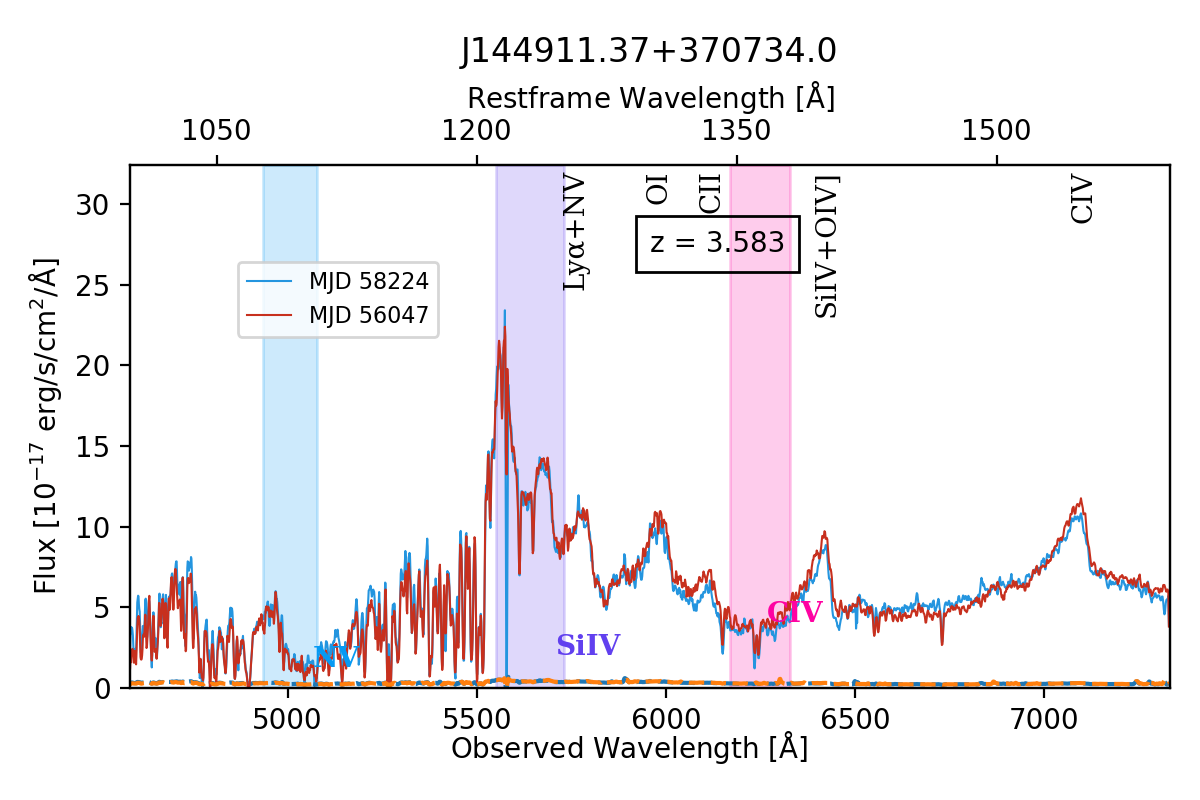 J144911.37+370734.0
Restframe Wavelength [Å]
1050 1200 1350 1500
Lyα+NV
OI
CII
SiIV+OIV]
CIV
z = 3.583
MJD 58224
MJD 56047
NV
SiIV
CIV
Flux [10⁻¹⁷ erg/s/cm²/Å]
30
25
20
15
10
5
0
5000 5500 6000 6500 7000
Observed Wavelength [Å]